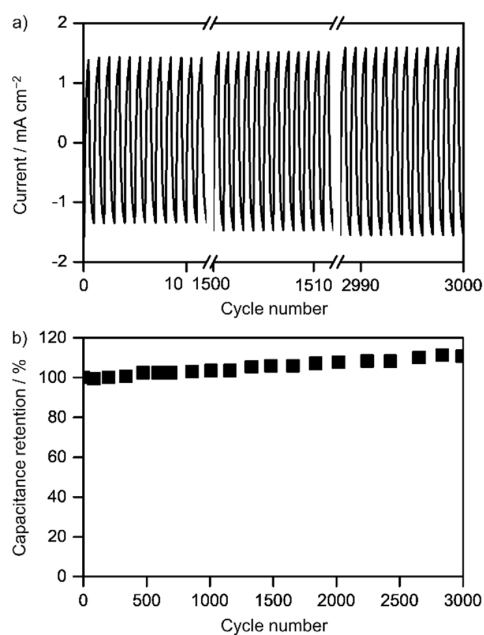 a)
2
1
0
-1
-2
Current / mA cm⁻²
0 10 1500 1510 2990 3000
Cycle number
b)
120
100
80
60
40
20
0
Capacitance retention / %
0 500 1000 1500 2000 2500 3000
Cycle number